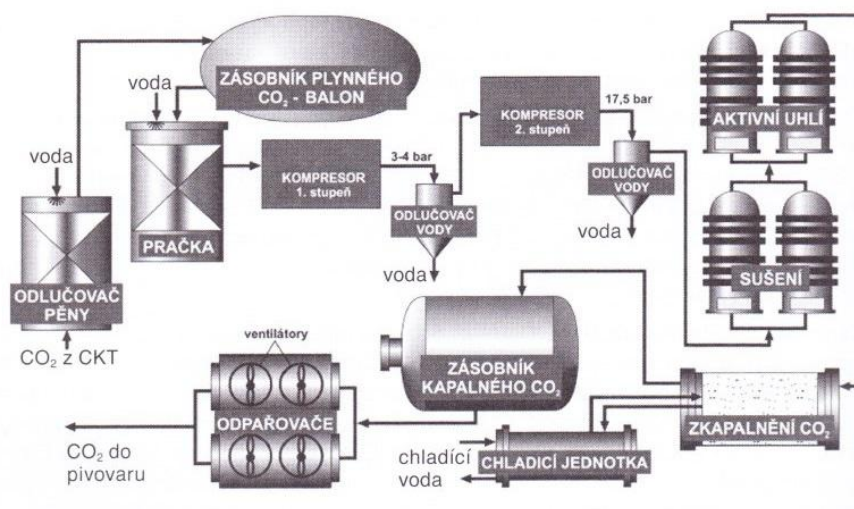 voda
ZÁSOBNÍK PLYNNÉHO
CO₂ - BALON
voda
PRAČKA
ODLUČOVAČ
PĚNY
CO₂ z CKT
KOMPRESOR
1. stupeň
3-4 bar
ODLUČOVAČ
VODY
voda
KOMPRESOR
2. stupeň
17,5 bar
ODLUČOVAČ
VODY
voda
AKTIVNÍ UHLÍ
SUŠENÍ
ZKAPALNĚNÍ CO₂
ZÁSOBNÍK
KAPALNÉHO CO₂
chladící
voda
CHLADICÍ JEDNOTKA
ventilátory
ODPAŘOVAČE
CO₂ do
pivovaru